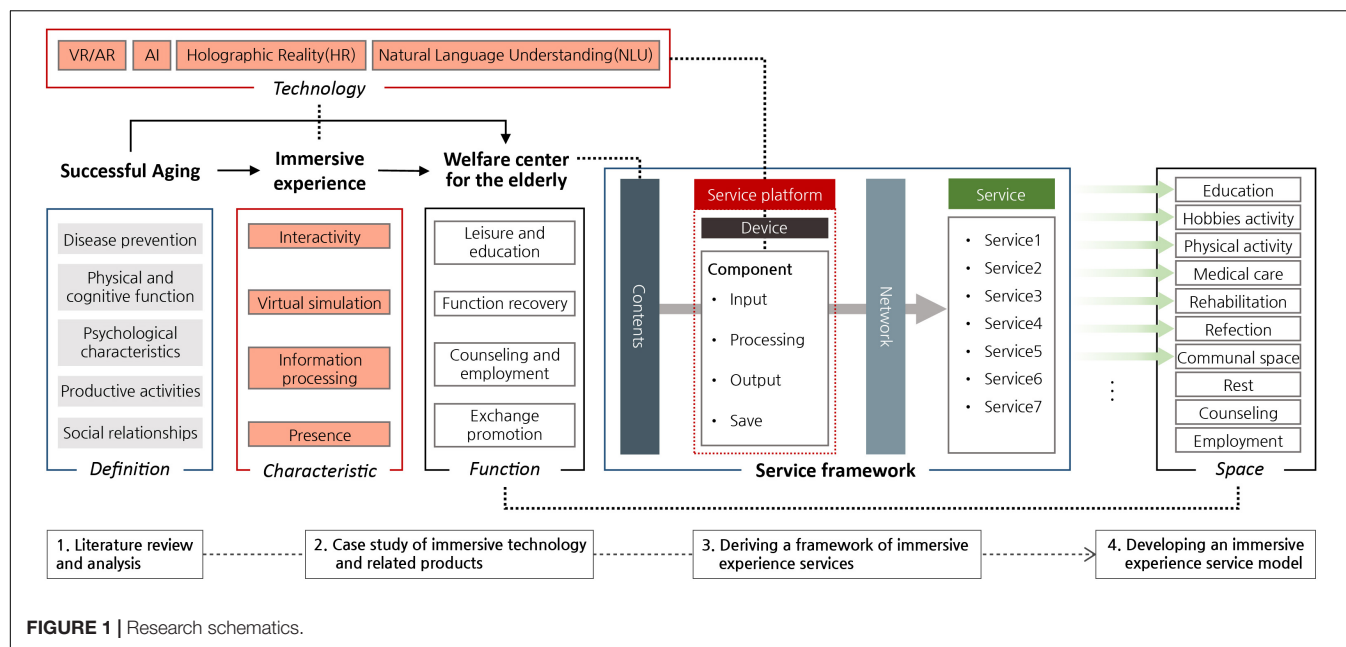 VR/AR
AI
Holographic Reality(HR)
Natural Language Understanding(NLU)
Technology
Successful Aging
Immersive
experience
Welfare center
for the elderly
Disease prevention
Physical and
cognitive function
Psychological
characteristics
Productive activities
Social relationships
Definition
Interactivity
Virtual simulation
Information
processing
Presence
Characteristic
Leisure and
education
Function recovery
Counseling and
employment
Exchange
promotion
Function
Contents
Service platform
Device
Component
• Input
• Processing
• Output
• Save
Network
Service
• Service1
• Service2
• Service3
• Service4
• Service5
• Service6
• Service7
Service framework
Education
Hobbies activity
Physical activity
Medical care
Rehabilitation
Refection
Communal space
Rest
Counseling
Employment
Space
1. Literature review
and analysis
2. Case study of immersive technology
and related products
3. Deriving a framework of immersive
experience services
4. Developing an immersive
experience service model
FIGURE 1 | Research schematics.